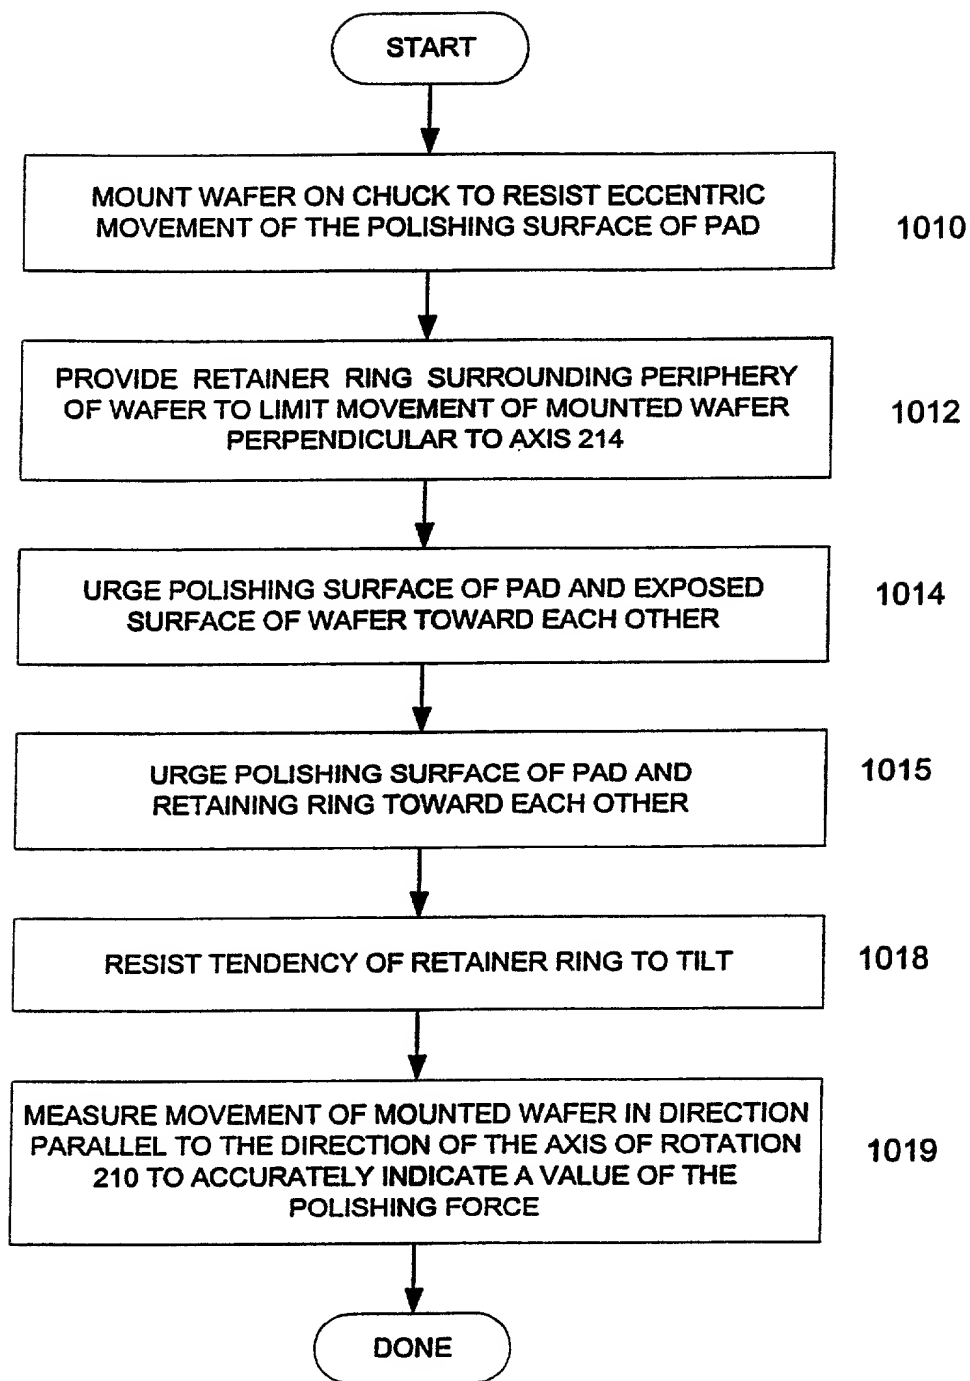 START
MOUNT WAFER ON CHUCK TO RESIST ECCENTRIC
MOVEMENT OF THE POLISHING SURFACE OF PAD
1010
PROVIDE RETAINER RING SURROUNDING PERIPHERY
OF WAFER TO LIMIT MOVEMENT OF MOUNTED WAFER
PERPENDICULAR TO AXIS 214
1012
URGE POLISHING SURFACE OF PAD AND EXPOSED
SURFACE OF WAFER TOWARD EACH OTHER
1014
URGE POLISHING SURFACE OF PAD AND
RETAINING RING TOWARD EACH OTHER
1015
RESIST TENDENCY OF RETAINER RING TO TILT
1018
MEASURE MOVEMENT OF MOUNTED WAFER IN DIRECTION
PARALLEL TO THE DIRECTION OF THE AXIS OF ROTATION
210 TO ACCURATELY INDICATE A VALUE OF THE
POLISHING FORCE
1019
DONE